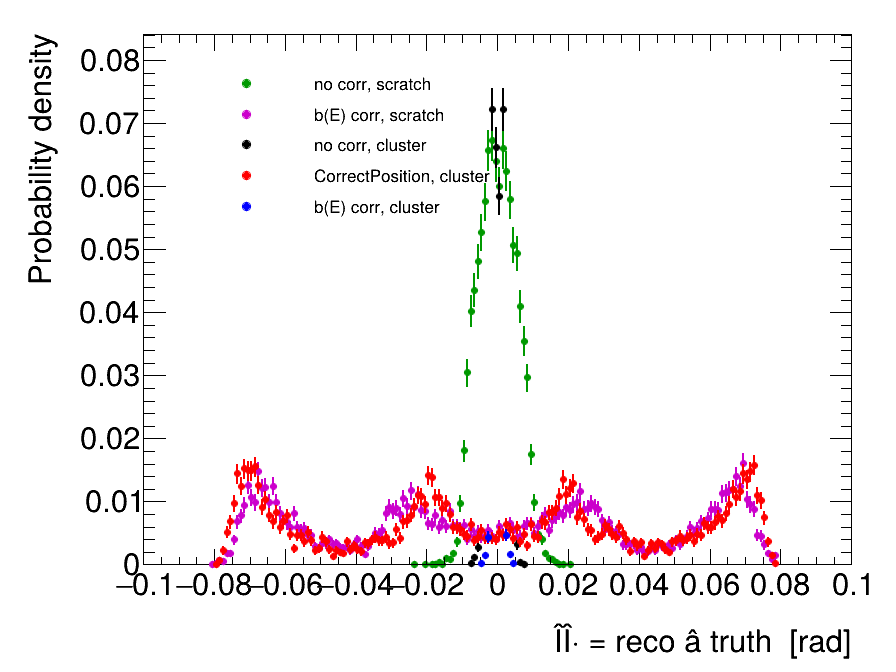 Probability density
0.08
0.07
0.06
0.05
0.04
0.03
0.02
0.01
0
no corr, scratch
b(E) corr, scratch
no corr, cluster
CorrectPosition, cluster
b(E) corr, cluster
−0.1 −0.08 −0.06 −0.04 −0.02 0 0.02 0.04 0.06 0.08 0.1
ÎÎ· = reco â truth [rad]